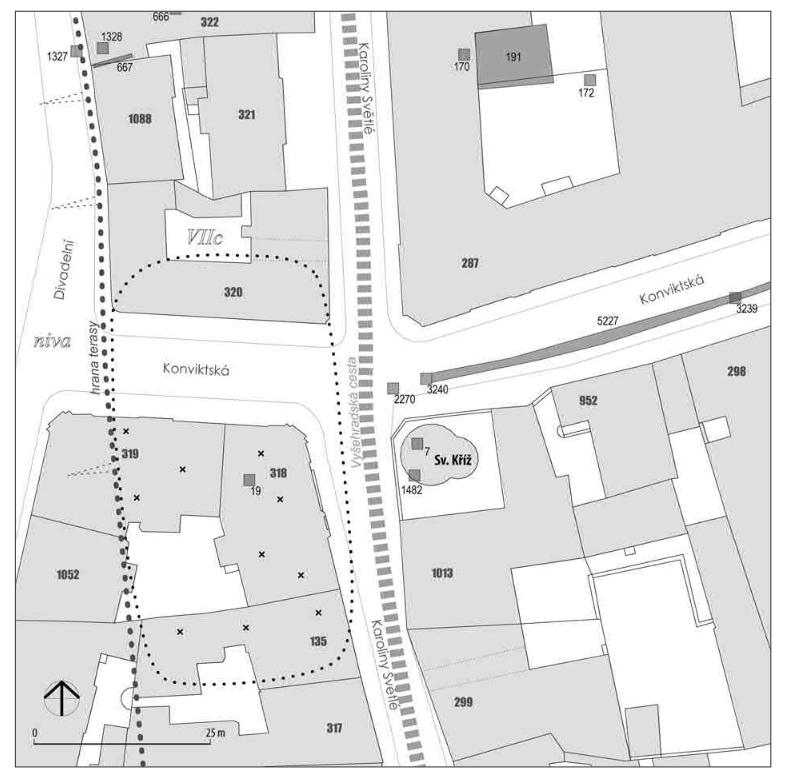 666
322
1327
1328
667
1088
321
Karoliny Světlé
170
191
172
VIIc
287
320
Divadelní
niva
hrana terasy
Konviktská
Konviktská
5227
3239
Vyšehradská cesta
3240
2270
298
952
319
318
19
7
Sv. Kříž
1482
1052
1013
135
Karoliny Světlé
299
317
0
25 m